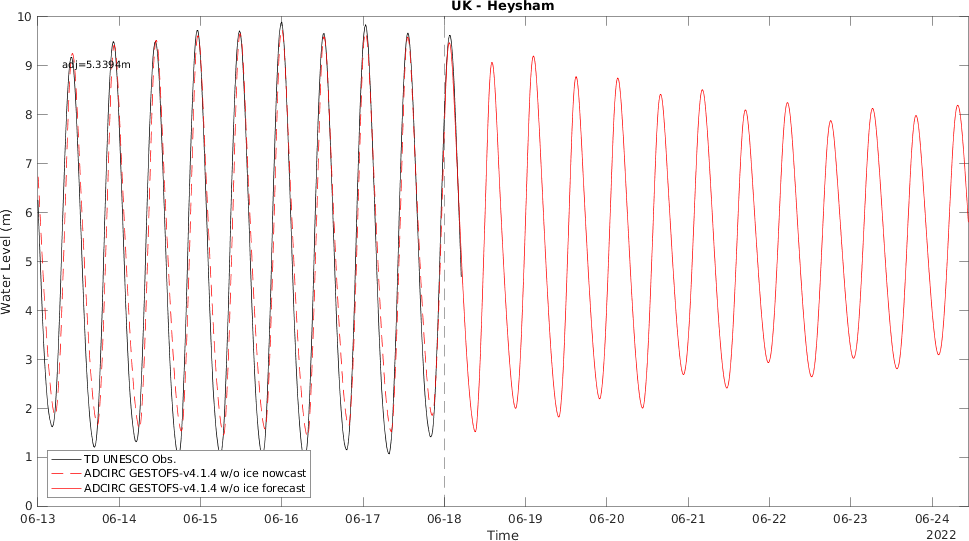 UK - Heysham
10
9
8
7
6
5
4
3
2
1
0
Water Level (m)
adj=5.3394m
TD UNESCO Obs.
ADCIRC GESTOFS-v4.1.4 w/o ice nowcast
ADCIRC GESTOFS-v4.1.4 w/o ice forecast
06-13 06-14 06-15 06-16 06-17 06-18 06-19 06-20 06-21 06-22 06-23 06-24
Time
2022